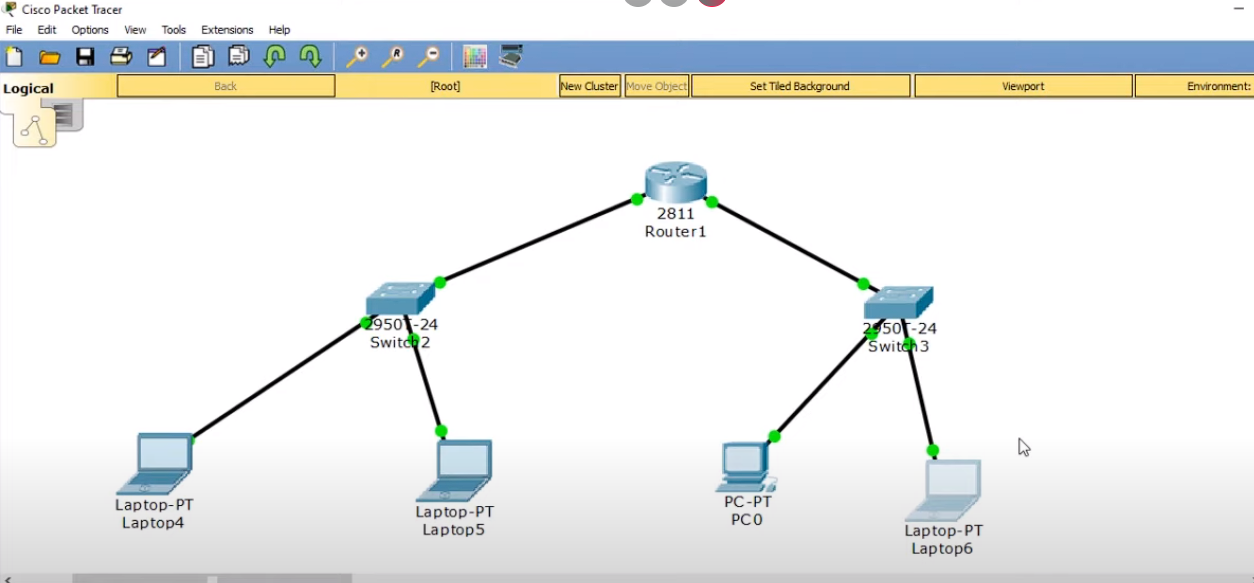 Cisco Packet Tracer
File Edit Options View Tools Extensions Help
R
Logical Back [Root] New Cluster Move Object Set Tiled Background Viewport Environment:
2811
Router1
2950T-24
Switch2
2950T-24
Switch3
Laptop-PT
Laptop4
Laptop-PT
Laptop5
PC-PT
PC0
Laptop-PT
Laptop6